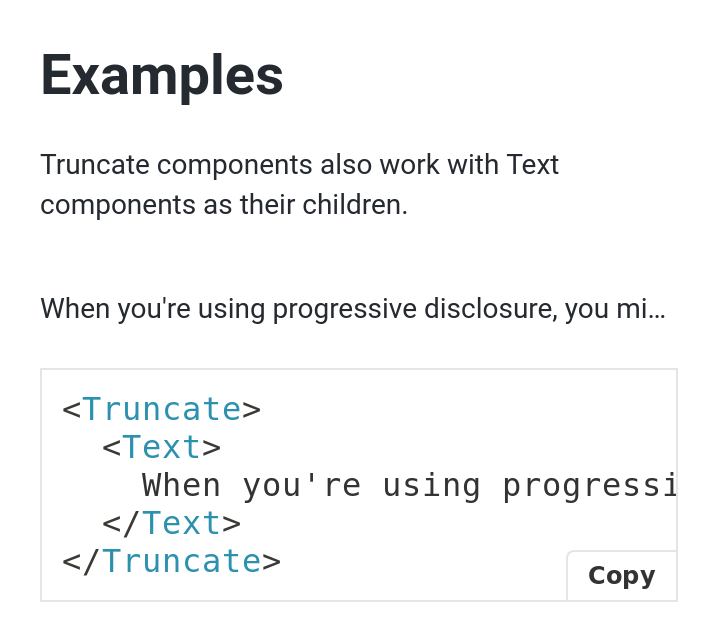 Examples
Truncate components also work with Text
components as their children.
When you're using progressive disclosure, you mi…
<Truncate>
  <Text>
    When you're using progressi
  </Text>
</Truncate>
Copy